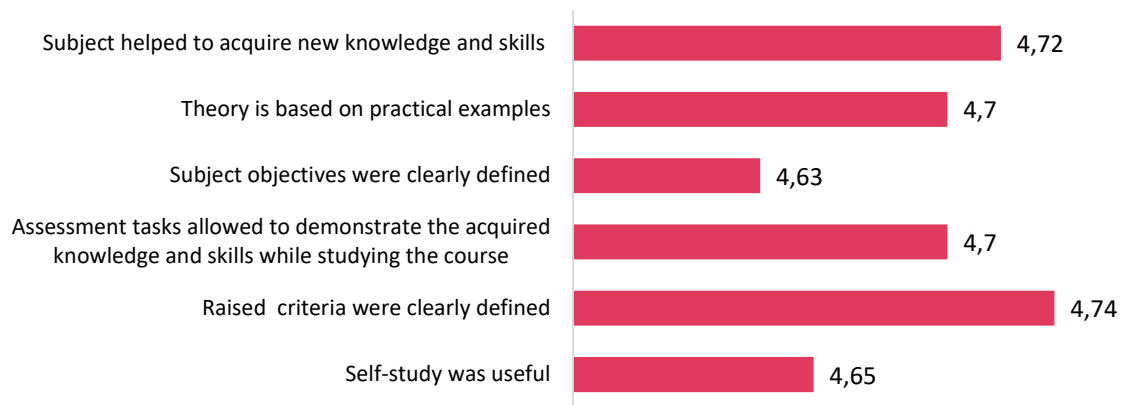 Subject helped to acquire new knowledge and skills 4,72
Theory is based on practical examples 4,7
Subject objectives were clearly defined 4,63
Assessment tasks allowed to demonstrate the acquired
knowledge and skills while studying the course 4,7
Raised  criteria were clearly defined 4,74
Self-study was useful 4,65